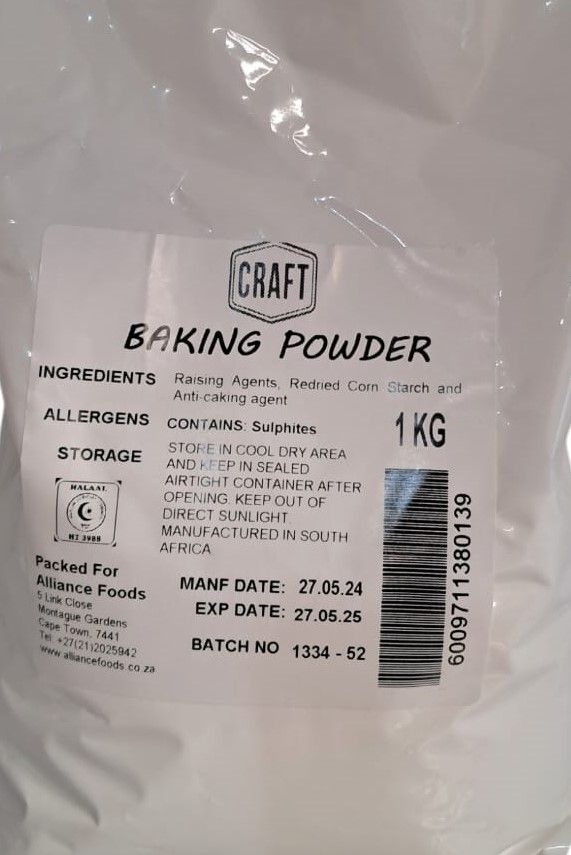 CRAFT
BAKING POWDER
INGREDIENTS Raising Agents, Redried Corn Starch and
Anti-caking agent
ALLERGENS CONTAINS: Sulphites
1 KG
STORAGE STORE IN COOL DRY AREA
AND KEEP IN SEALED
AIRTIGHT CONTAINER AFTER
OPENING. KEEP OUT OF
DIRECT SUNLIGHT.
MANUFACTURED IN SOUTH
AFRICA
HALAAL
Packed For
Alliance Foods
5 Link Close
Montague Gardens
Cape Town, 7441
Tel: +27(21)2025942
www.alliancefoods.co.za
MANF DATE: 27.05.24
EXP DATE: 27.05.25
BATCH NO 1334 - 52
6009711380139